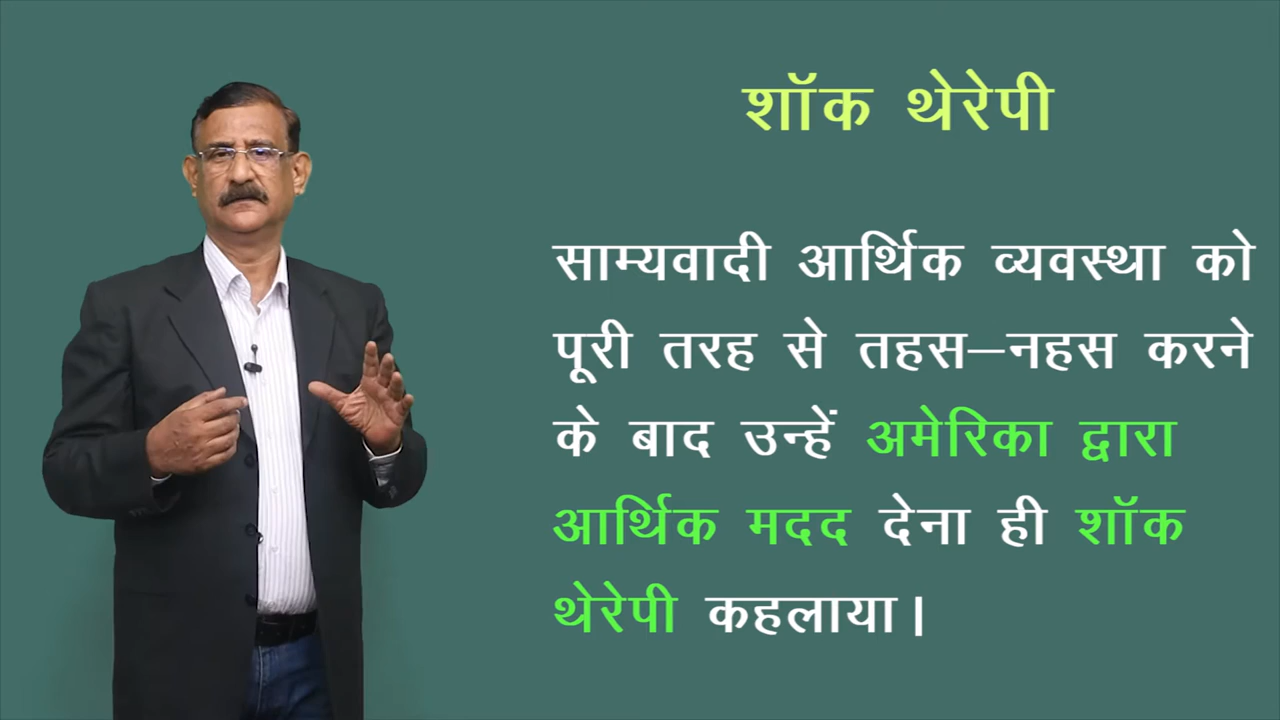 शॉक थेरेपी
साम्यवादी आर्थिक व्यवस्था को
पूरी तरह से तहस–नहस करने
के बाद उन्हें अमेरिका द्वारा
आर्थिक मदद देना ही शॉक
थेरेपी कहलाया।